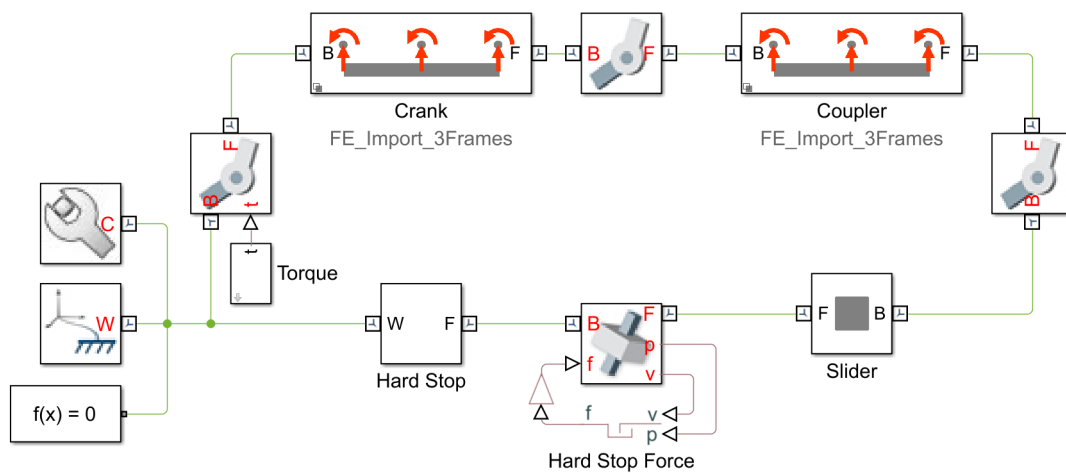 B F
Crank
FE_Import_3Frames
B F
B F
Coupler
FE_Import_3Frames
F
B t
t
Torque
F
B
C
W
f(x) = 0
W F
Hard Stop
B F
f p
v
f v
p
Hard Stop Force
F B
Slider